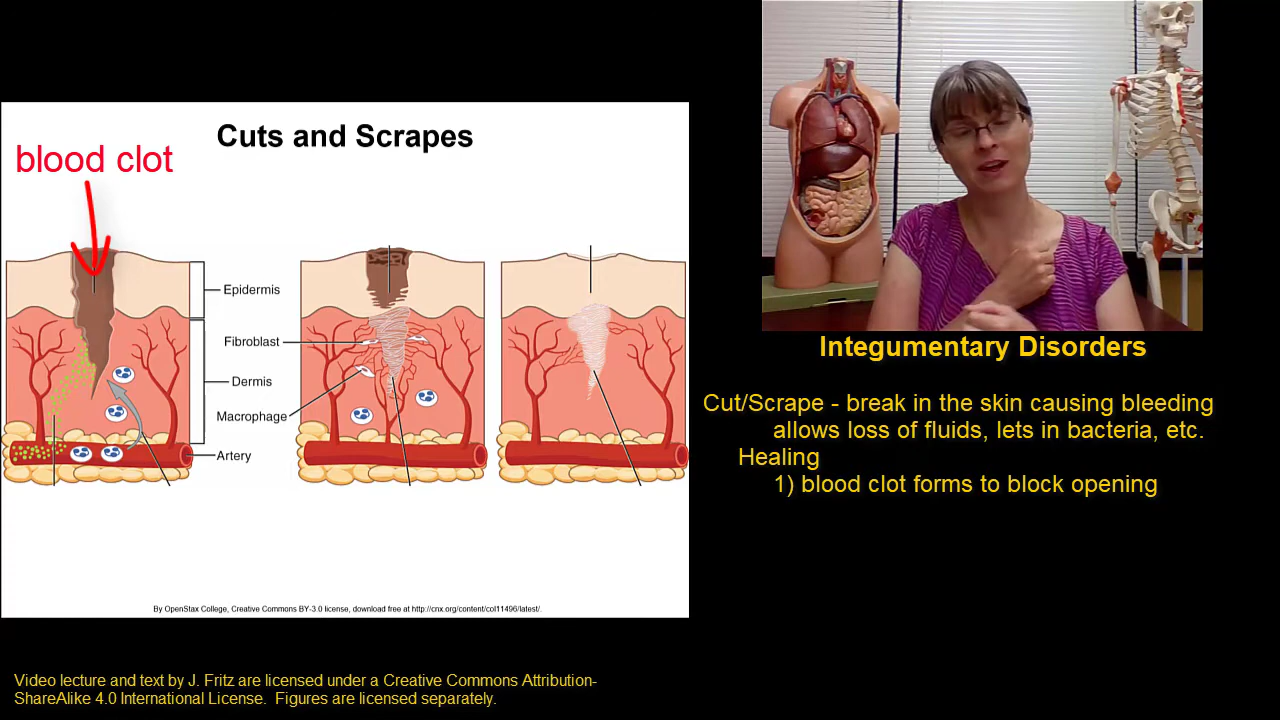 Cuts and Scrapes
blood clot
Epidermis
Fibroblast
Dermis
Macrophage
Artery
By OpenStax College, Creative Commons BY-3.0 license, download free at http://cnx.org/content/col11496/latest/.
Integumentary Disorders
Cut/Scrape - break in the skin causing bleeding
allows loss of fluids, lets in bacteria, etc.
Healing
1) blood clot forms to block opening
Video lecture and text by J. Fritz are licensed under a Creative Commons Attribution-
ShareAlike 4.0 International License.  Figures are licensed separately.